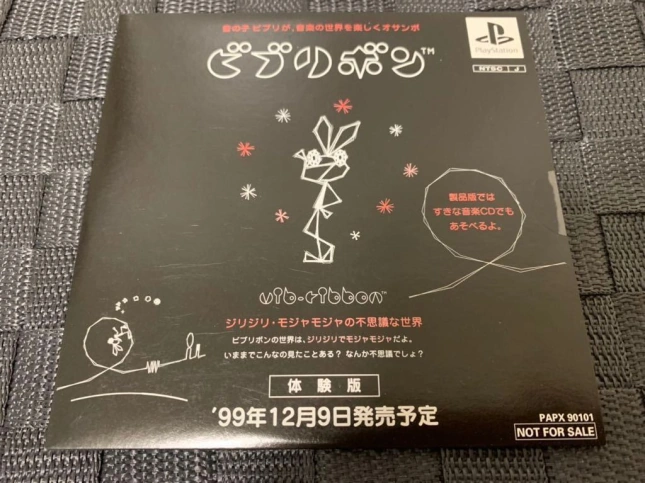 音の子 ビブリが、音楽の世界を楽しくオサンポ
ビブリボン™
PlayStation
NTSC J
製品版では
すきな音楽CDでも
あそべるよ。
vib-ribbon™
ジリジリ・モジャモジャの不思議な世界
ビブリボンの世界は、ジリジリでモジャモジャだよ。
いままでこんなの見たことある? なんか不思議でしょ?
体験版
'99年12月9日発売予定
PAPX 90101
NOT FOR SALE